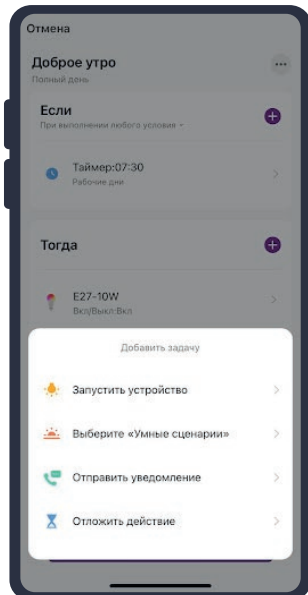 Отмена
Доброе утро
Полный день
Если
При выполнении любого условия
Таймер:07:30
Рабочие дни
Тогда
E27-10W
Вкл/Выкл:Вкл
Добавить задачу
Запустить устройство
Выберите «Умные сценарии»
Отправить уведомление
Отложить действие